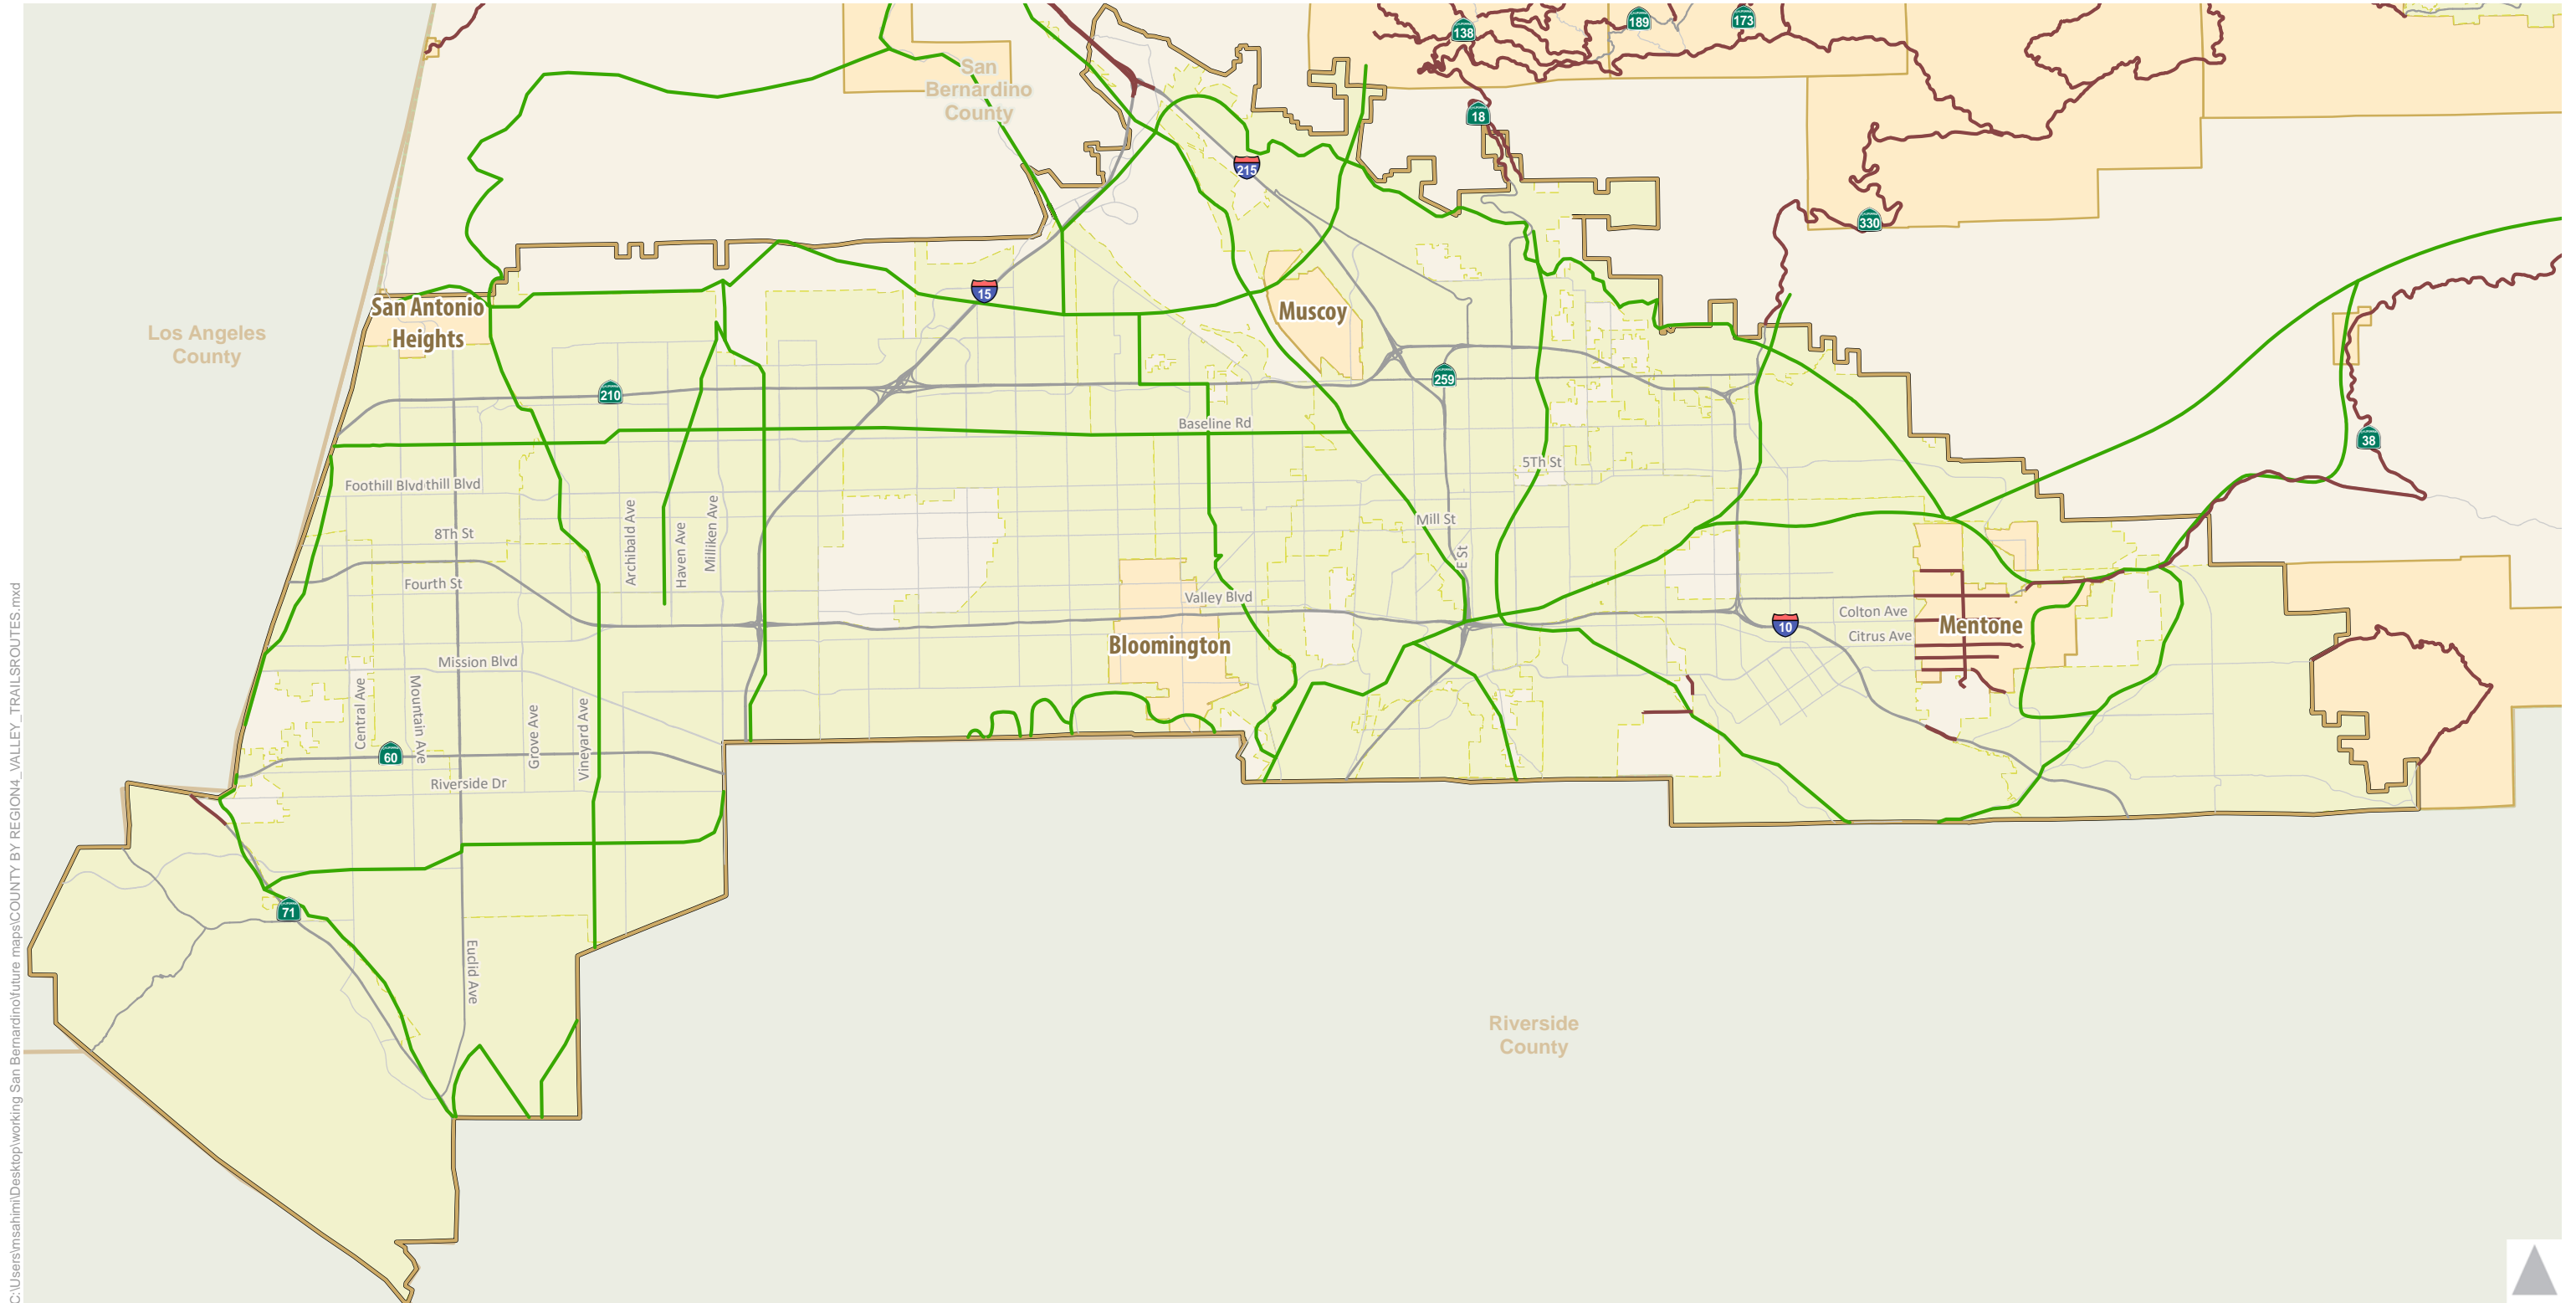 138
189
173
San
Bernardino
County
18
215
330
15
San Antonio
Heights
Muscoy
Los Angeles
County
259
210
Baseline Rd
38
5Th St
Foothill Blvd
thill Blvd
Mill St
8Th St
Archibald Ave
Haven Ave
Milliken Ave
E St
Fourth St
Valley Blvd
Colton Ave
10
Mentone
Citrus Ave
Bloomington
Mission Blvd
Central Ave
Mountain Ave
Grove Ave
Vineyard Ave
60
Riverside Dr
71
Euclid Ave
Riverside
County
C:\Users\msahimi\Desktop\working San Bernardino\future maps\COUNTY BY REGION4_VALLEY_TRAILSROUTES.mxd